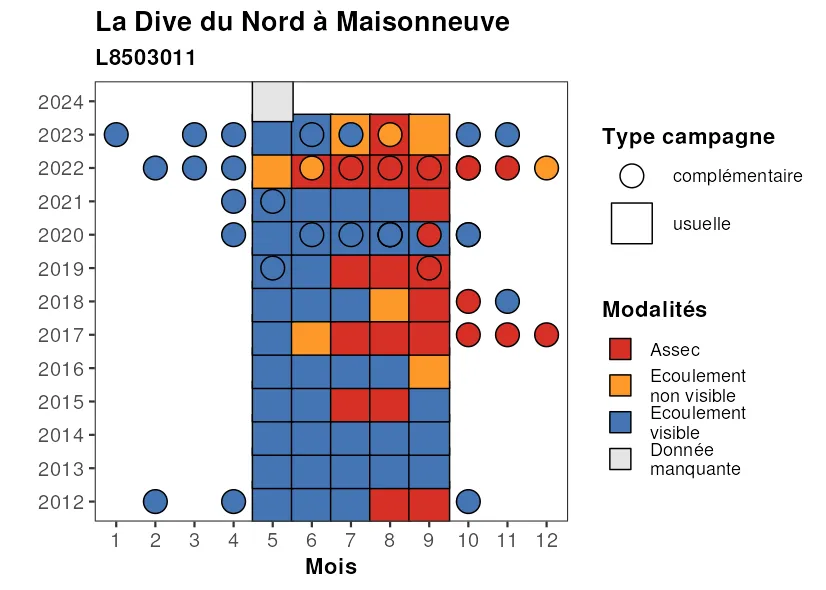 La Dive du Nord à Maisonneuve
L8503011
2024
2023
2022
2021
2020
2019
2018
2017
2016
2015
2014
2013
2012
1 2 3 4 5 6 7 8 9 10 11 12
Mois
Type campagne
complémentaire
usuelle
Modalités
Assec
Ecoulement
non visible
Ecoulement
visible
Donnée
manquante